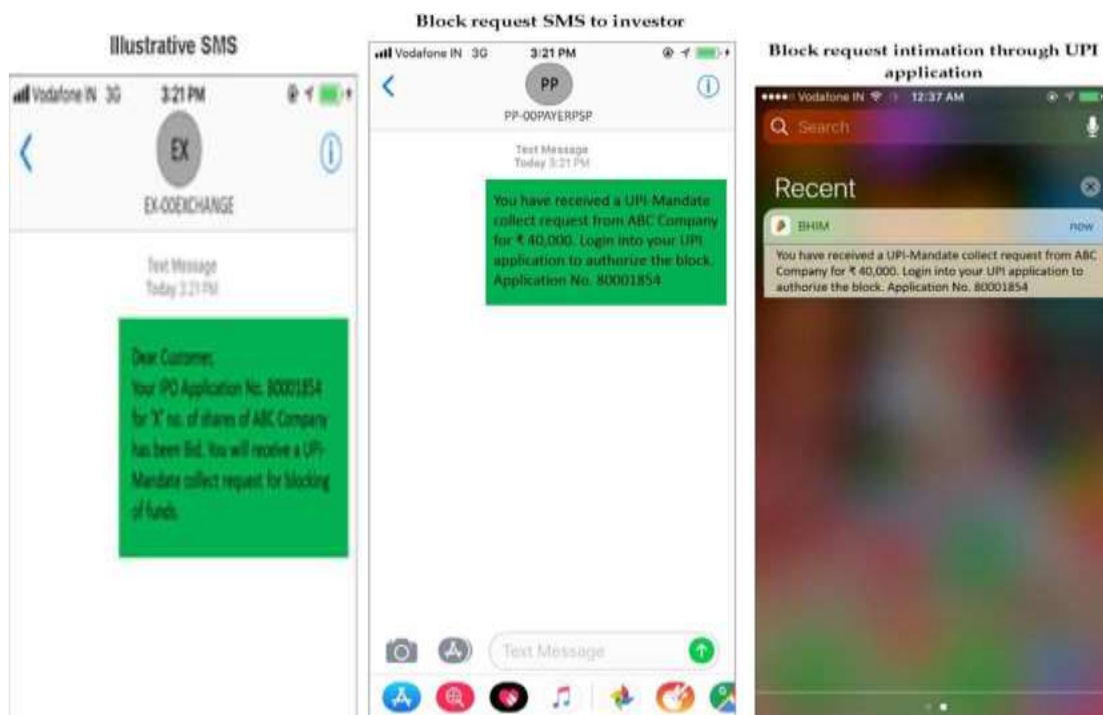 Illustrative SMS
Vodafone IN 3G 3:21 PM
EX
EX-00EXCHANGE
Text Message
Today 3:21 PM
Dear Customer,
Your IPO Application No. 80001854
for 'X' no. of shares of ABC Company
has been Bid. You will receive a UPI-
Mandate collect request for blocking
of funds.
Block request SMS to investor
Vodafone IN 3G 3:21 PM
PP
PP-00PAYERPSP
Text Message
Today 3:21 PM
You have received a UPI-Mandate
collect request from ABC Company
for ₹ 40,000. Login into your UPI
application to authorize the block.
Application No. 80001854
Text Message
Block request intimation through UPI
application
Vodafone IN 12:37 AM
Search
Recent
BHIM now
You have received a UPI-Mandate collect request from ABC
Company for ₹ 40,000. Login into your UPI application to
authorize the block. Application No. 80001854